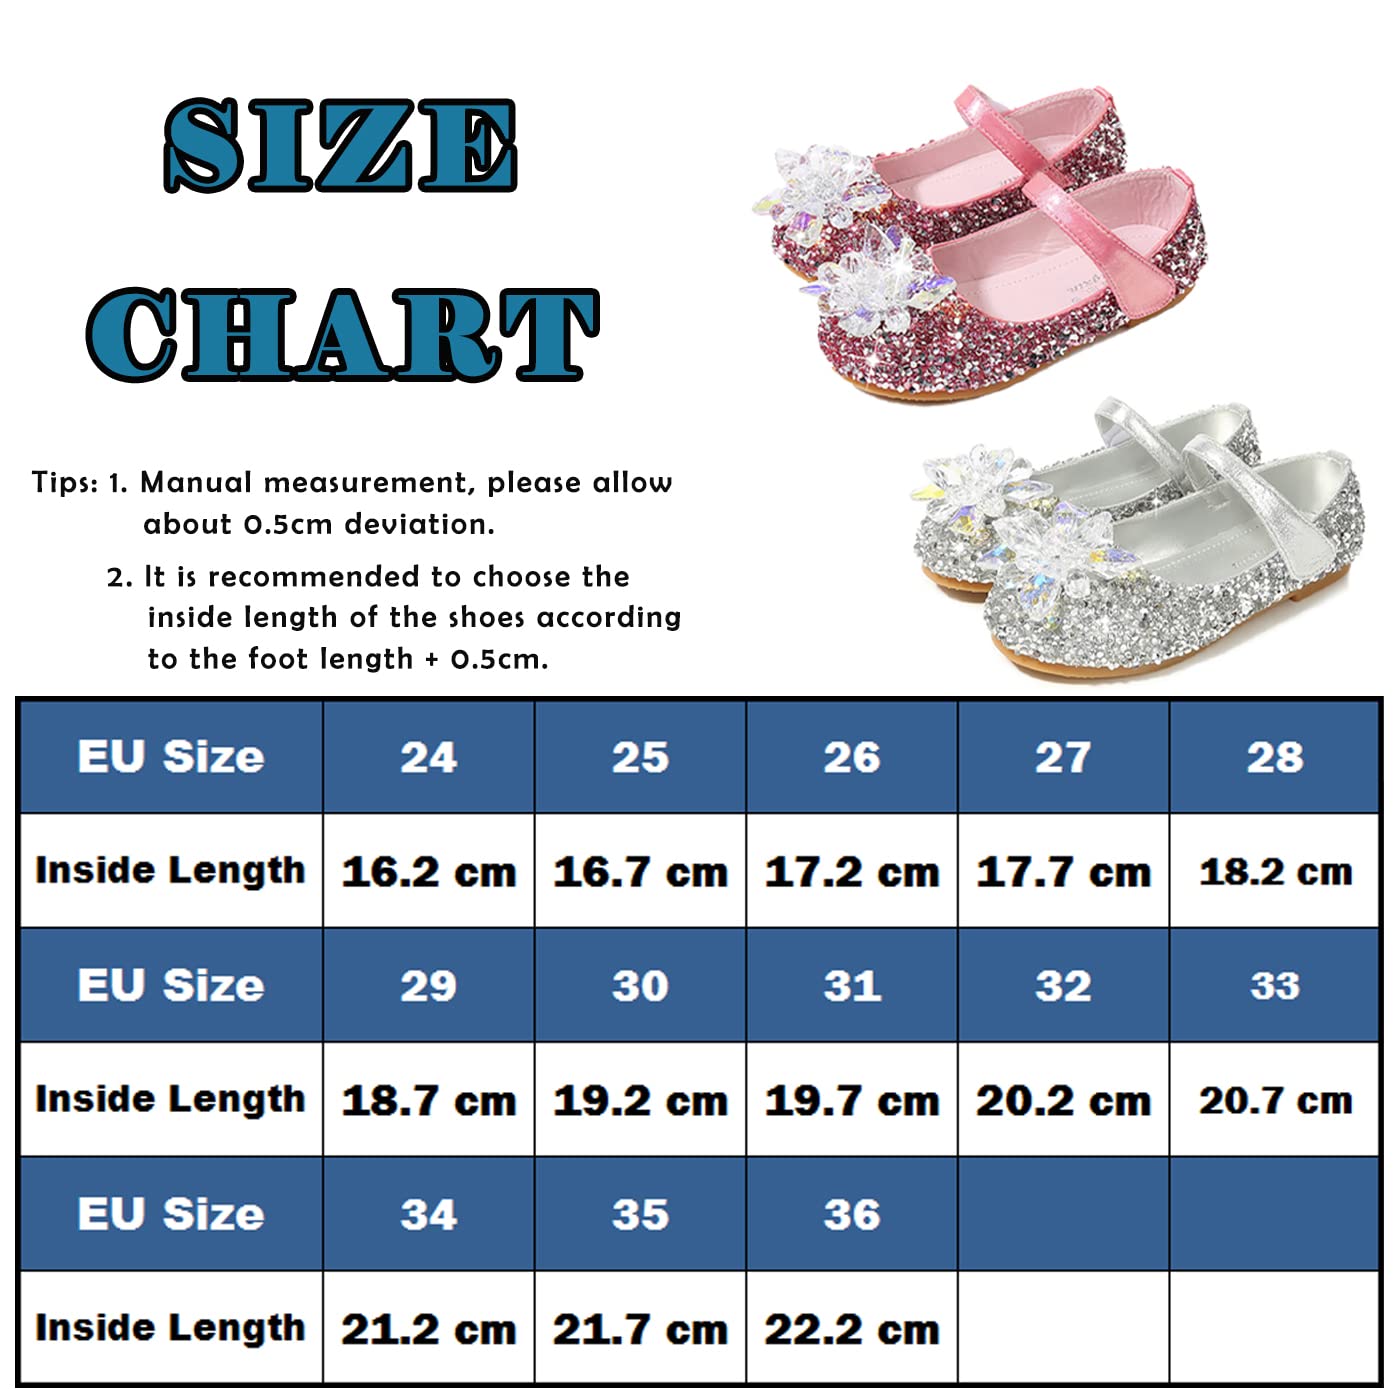 SIZE
CHART
Tips: 1. Manual measurement, please allow
about 0.5cm deviation.
2. It is recommended to choose the
inside length of the shoes according
to the foot length + 0.5cm.
EU Size 24 25 26 27 28
Inside Length 16.2 cm 16.7 cm 17.2 cm 17.7 cm 18.2 cm
EU Size 29 30 31 32 33
Inside Length 18.7 cm 19.2 cm 19.7 cm 20.2 cm 20.7 cm
EU Size 34 35 36
Inside Length 21.2 cm 21.7 cm 22.2 cm